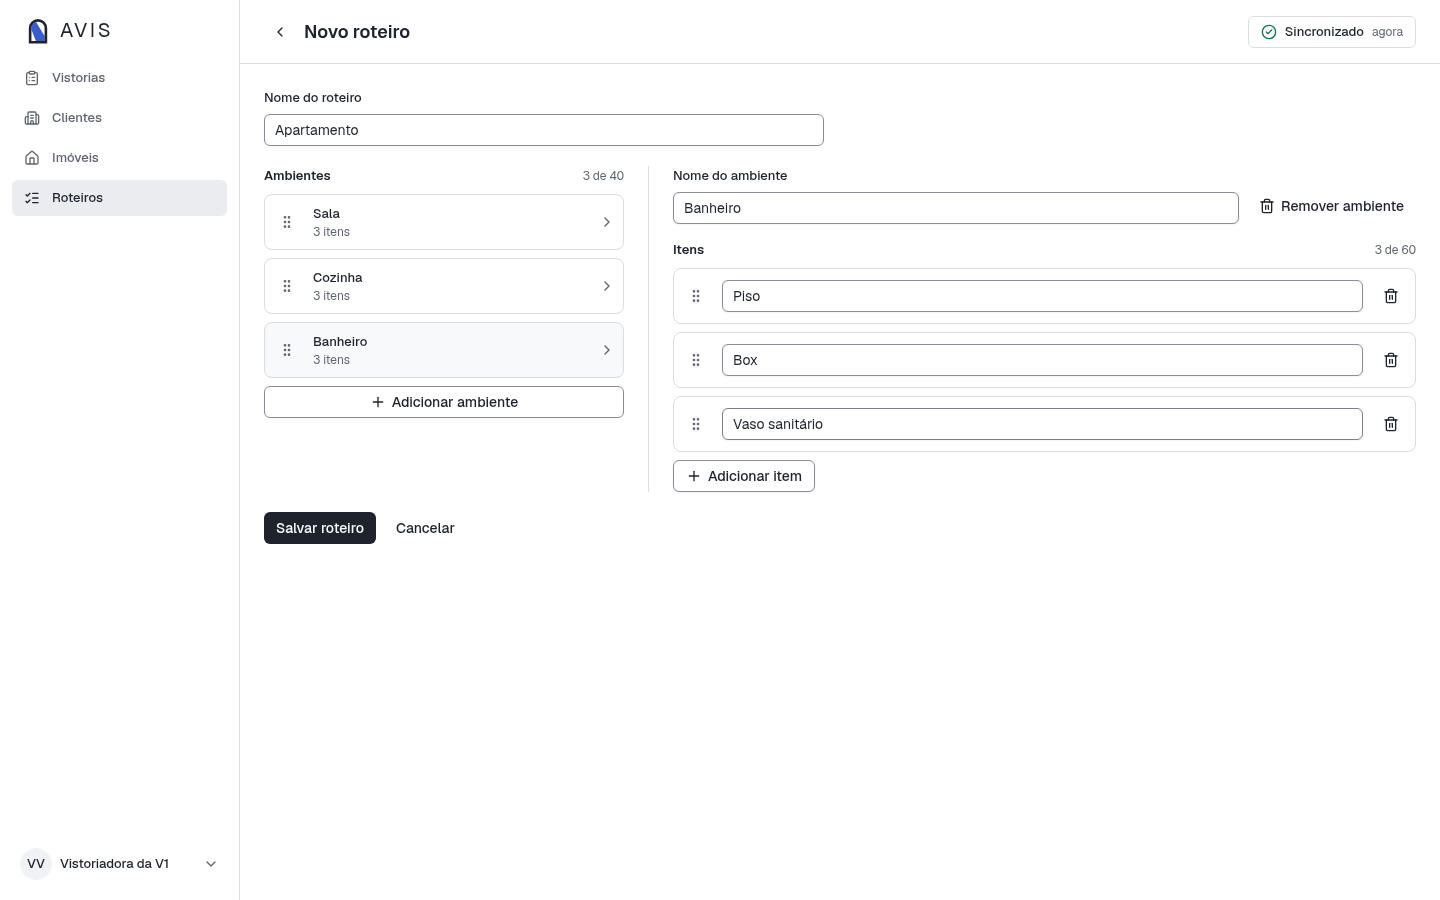 AVIS
Vistorias
Clientes
Imóveis
Roteiros
VV
Vistoriadora da V1
Novo roteiro
Sincronizado agora
Nome do roteiro
Apartamento
Ambientes
3 de 40
Sala
3 itens
Cozinha
3 itens
Banheiro
3 itens
Adicionar ambiente
Nome do ambiente
Banheiro
Remover ambiente
Itens
3 de 60
Piso
Box
Vaso sanitário
Adicionar item
Salvar roteiro
Cancelar